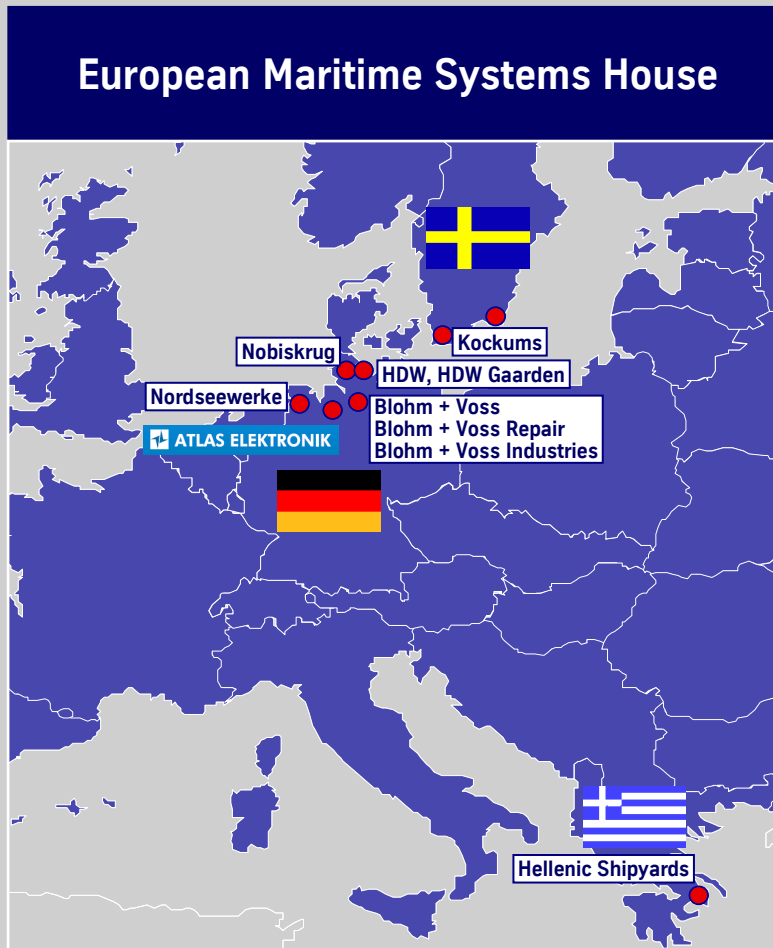 European Maritime Systems House
Kockums
Nobiskrug
HDW, HDW Gaarden
Nordseewerke
Blohm + Voss
Blohm + Voss Repair
Blohm + Voss Industries
ATLAS ELEKTRONIK
Hellenic Shipyards